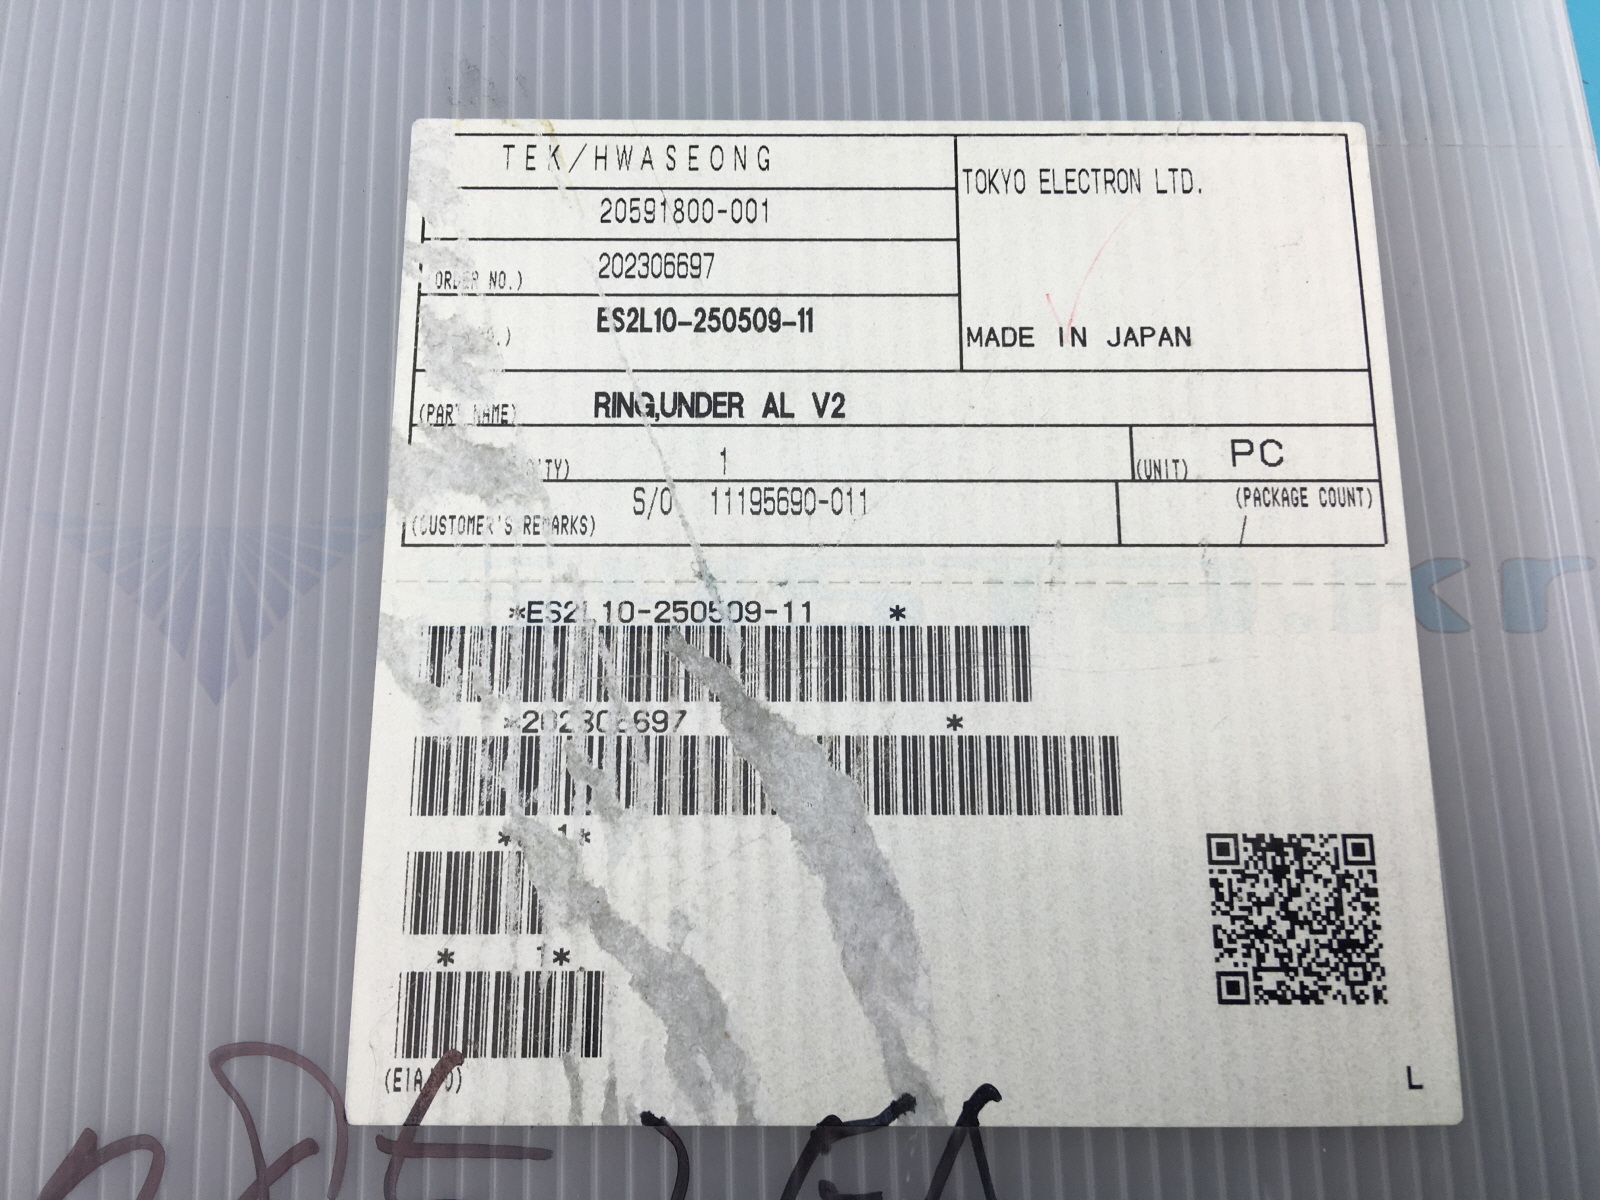 TEK/HWASEONG
TOKYO ELECTRON LTD.
20591800-001
ORDER NO.) 202306697
ES2L10-250509-11
MADE IN JAPAN
(PART NAME) RING,UNDER AL V2
1
(UNIT) PC
(CUSTOMER'S REMARKS) S/O 11195690-011
(PACKAGE COUNT)
/
*ES2L10-250509-11 *
*202306697 *
* 1*
* 1*
L